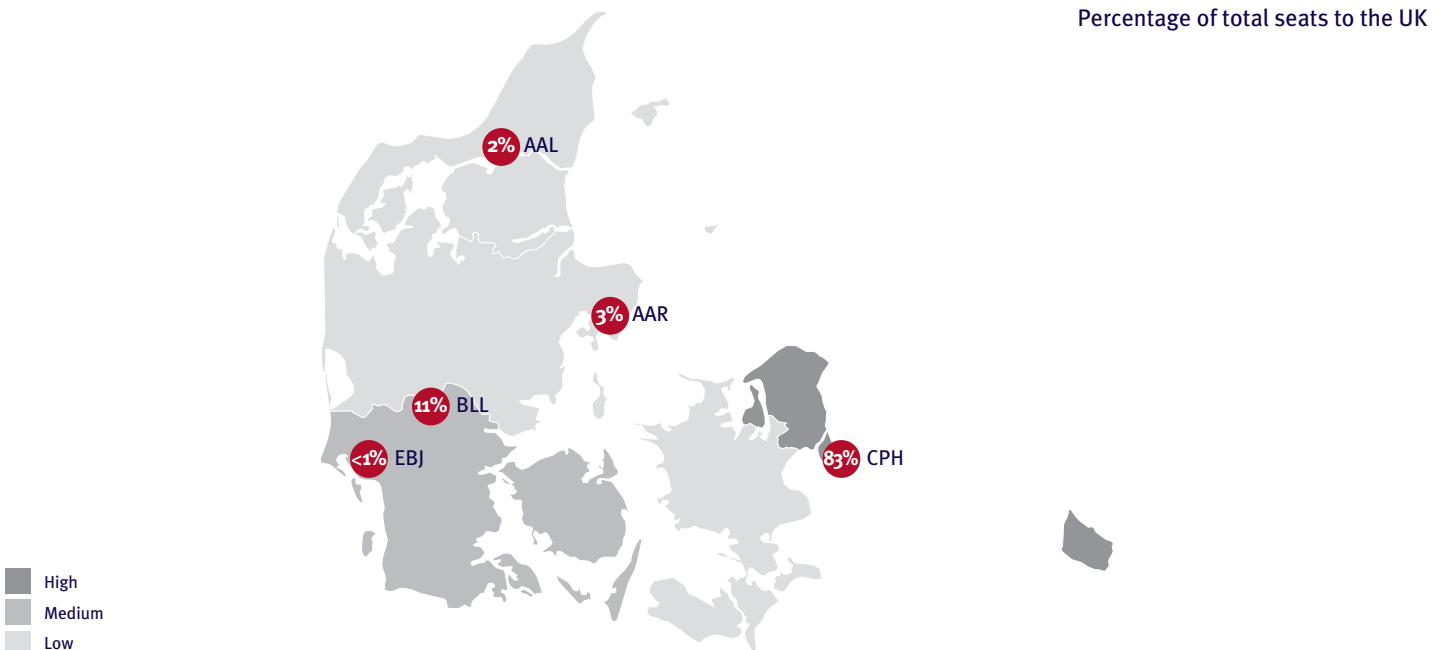 Percentage of total seats to the UK
2% AAL
3% AAR
11% BLL
<1% EBJ
83% CPH
High
Medium
Low